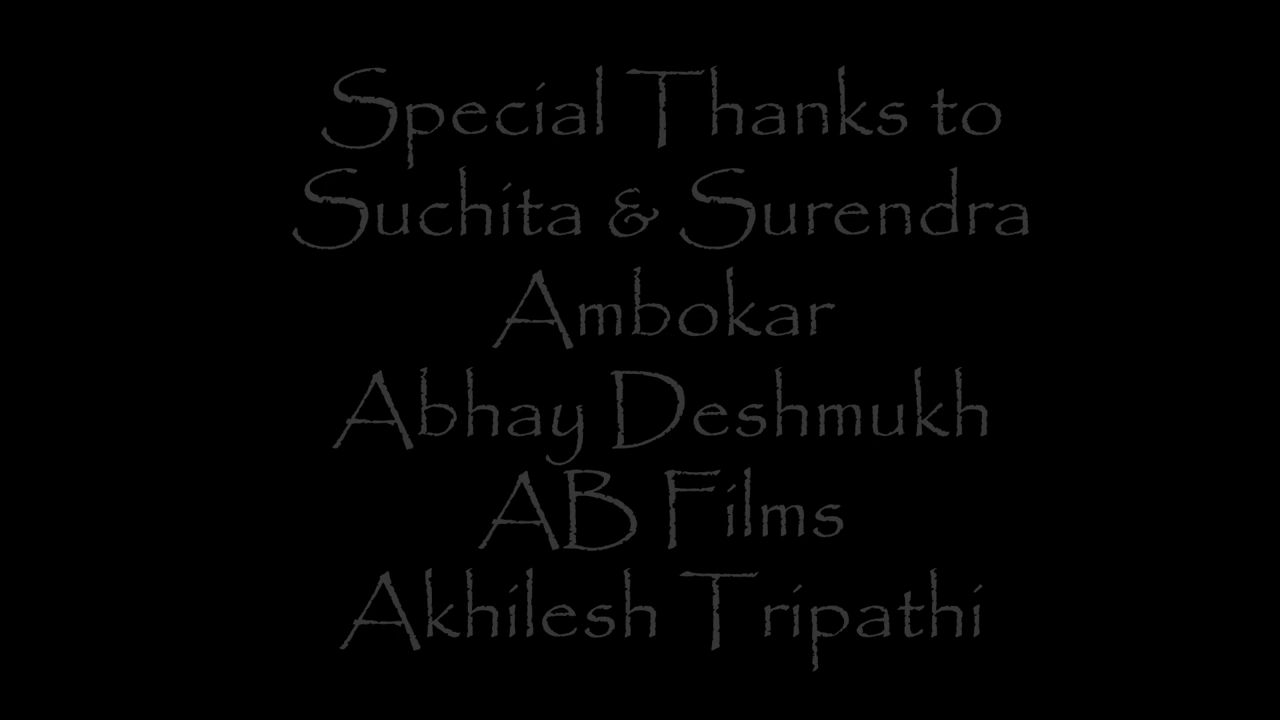 Special Thanks to
Suchita & Surendra
Ambokar
Abhay Deshmukh
AB Films
Akhilesh Tripathi